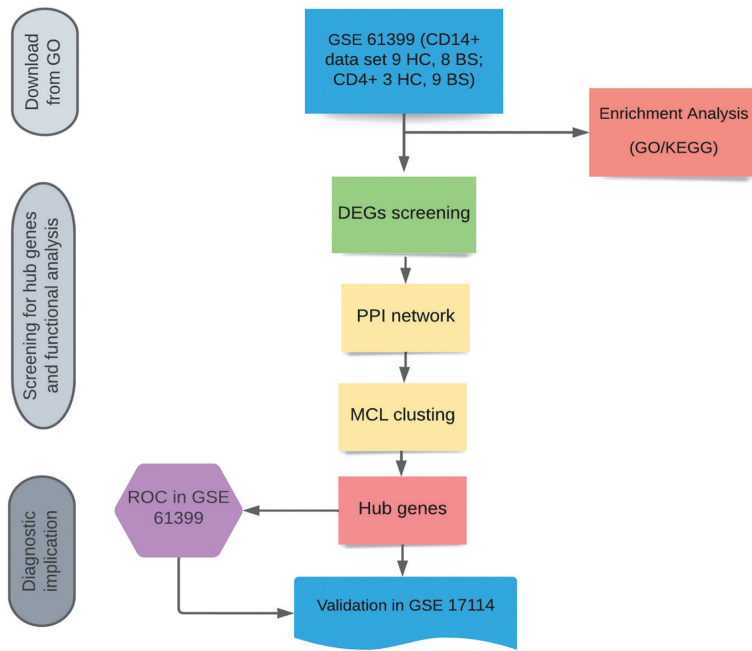 Download
from GO
GSE 61399 (CD14+
data set 9 HC, 8 BS;
CD4+ 3 HC, 9 BS)
Enrichment Analysis
(GO/KEGG)
Screening for hub genes
and functional analysis
DEGs screening
PPI network
MCL clusting
Diagnostic
implication
ROC in GSE
61399
Hub genes
Validation in GSE 17114